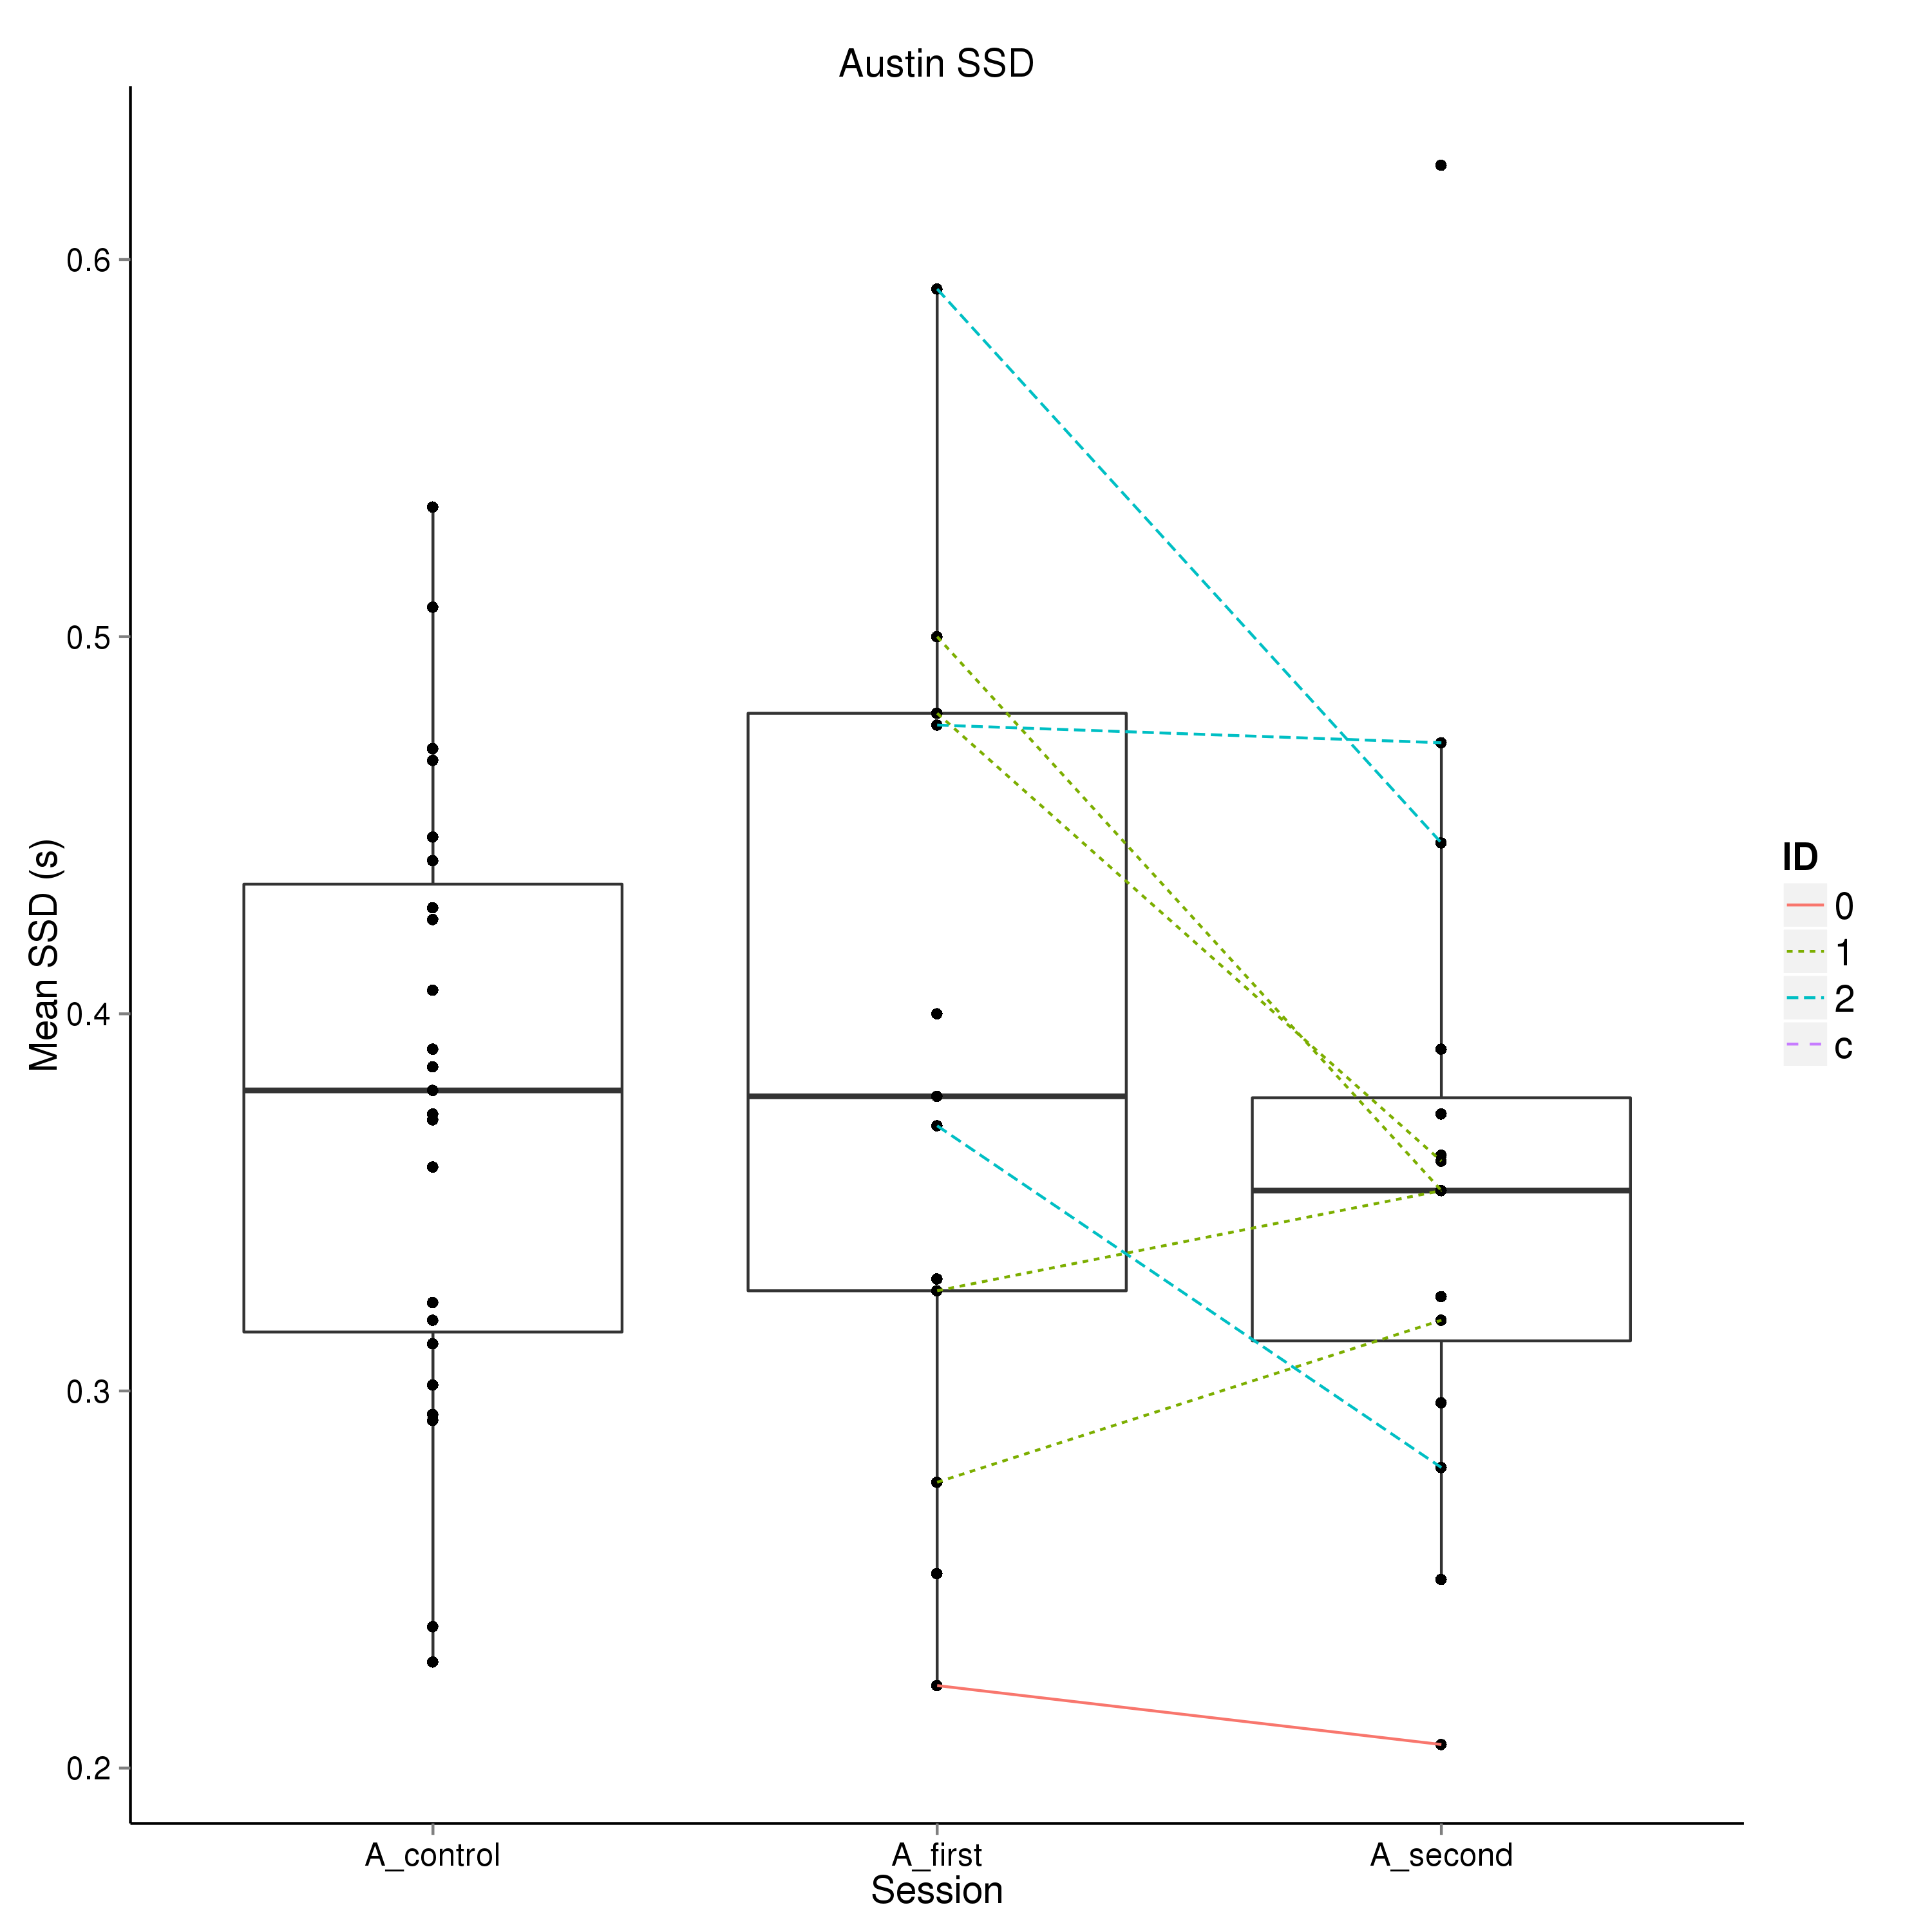 Austin SSD
Mean SSD (s)
0.6
0.5
0.4
0.3
0.2
A_control
A_first
A_second
Session
ID
0
1
2
c